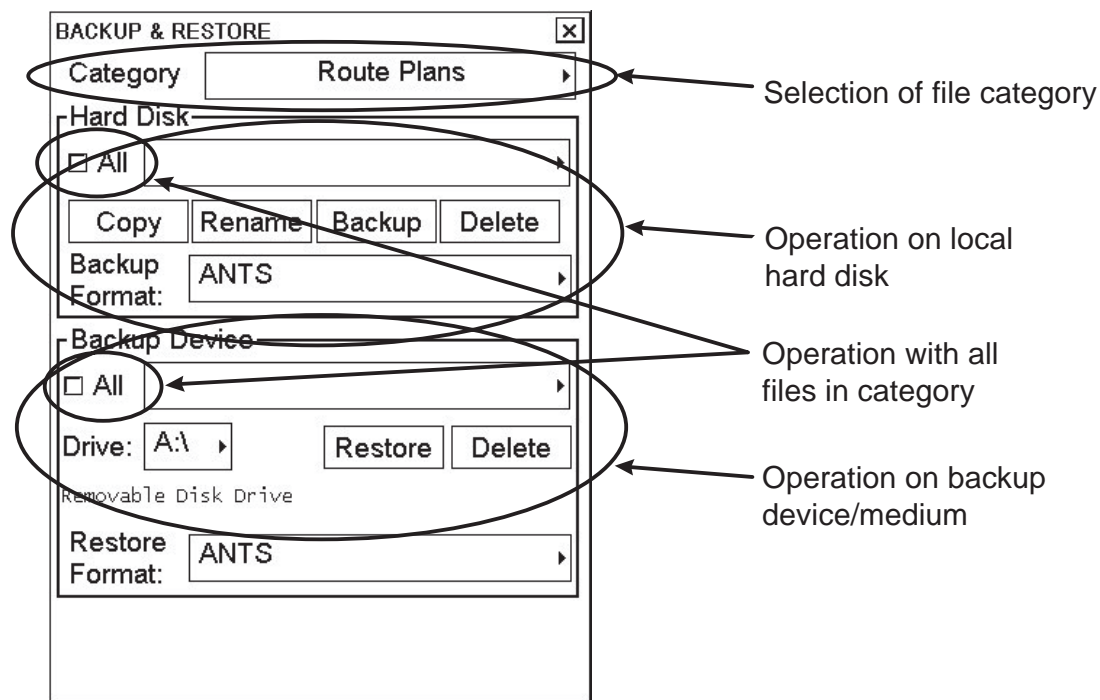 BACKUP & RESTORE
Category
Route Plans
Selection of file category
Hard Disk
All
Copy
Rename
Backup
Delete
Operation on local
hard disk
Backup
Format:
ANTS
Backup Device
All
Operation with all
files in category
Drive:
A:\
Restore
Delete
Removable Disk Drive
Operation on backup
device/medium
Restore
Format:
ANTS